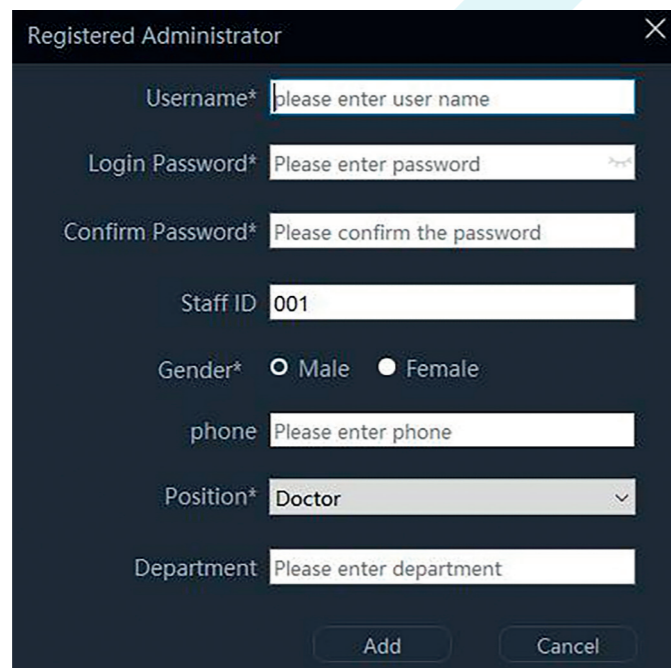 Registered Administrator
Username* please enter user name
Login Password* Please enter password
Confirm Password* Please confirm the password
Staff ID 001
Gender* Male Female
phone Please enter phone
Position* Doctor
Department Please enter department
Add Cancel